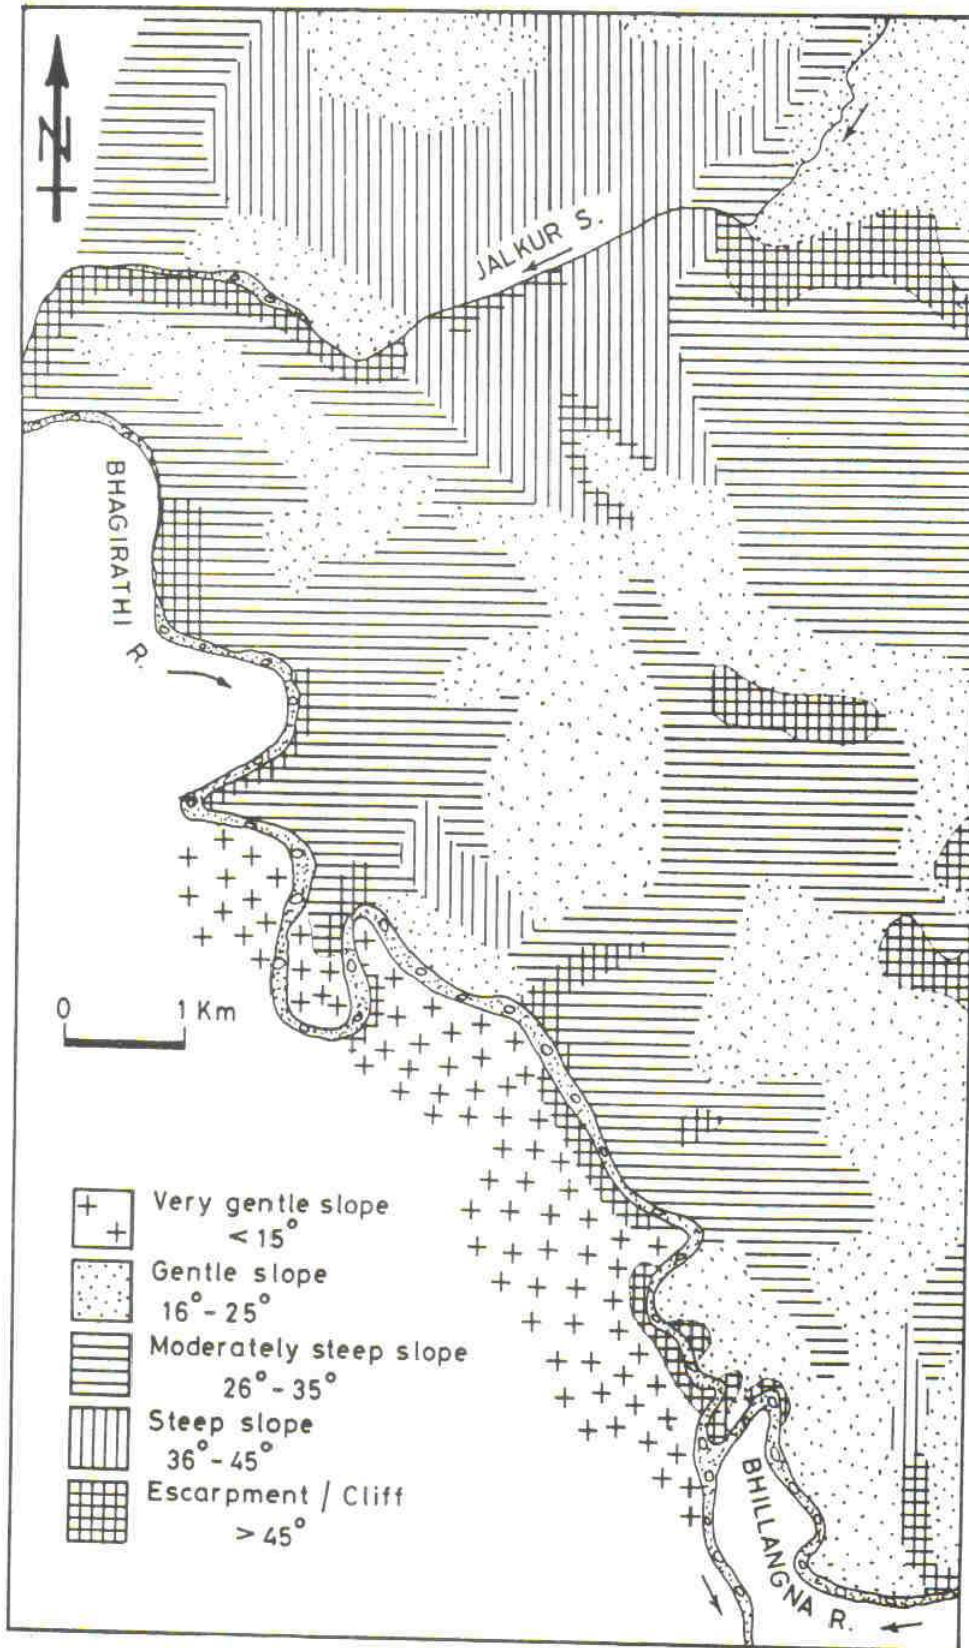 N
JALKUR S.
BHAGIRATHI R.
0 1 Km
Very gentle slope
< 15°
Gentle slope
16° - 25°
Moderately steep slope
26° - 35°
Steep slope
36° - 45°
Escarpment / Cliff
> 45°
BHILLANGNA R.